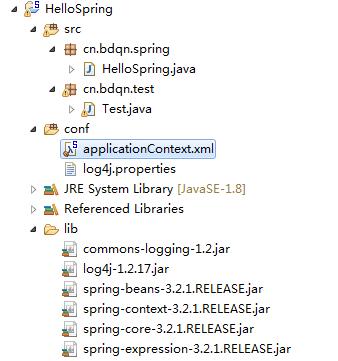 HelloSpring
src
cn.bdqn.spring
HelloSpring.java
cn.bdqn.test
Test.java
conf
applicationContext.xml
log4j.properties
JRE System Library [JavaSE-1.8]
Referenced Libraries
lib
commons-logging-1.2.jar
log4j-1.2.17.jar
spring-beans-3.2.1.RELEASE.jar
spring-context-3.2.1.RELEASE.jar
spring-core-3.2.1.RELEASE.jar
spring-expression-3.2.1.RELEASE.jar